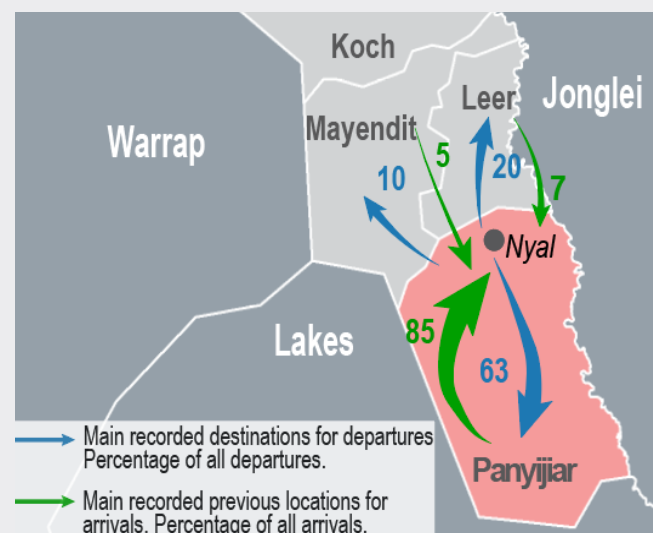 Koch
Leer
Jonglei
Mayendit
Warrap
5
20
10
7
Nyal
85
Lakes
63
Main recorded destinations for departures
Percentage of all departures.
Panyijiar
Main recorded previous locations for
arrivals. Percentage of all arrivals.